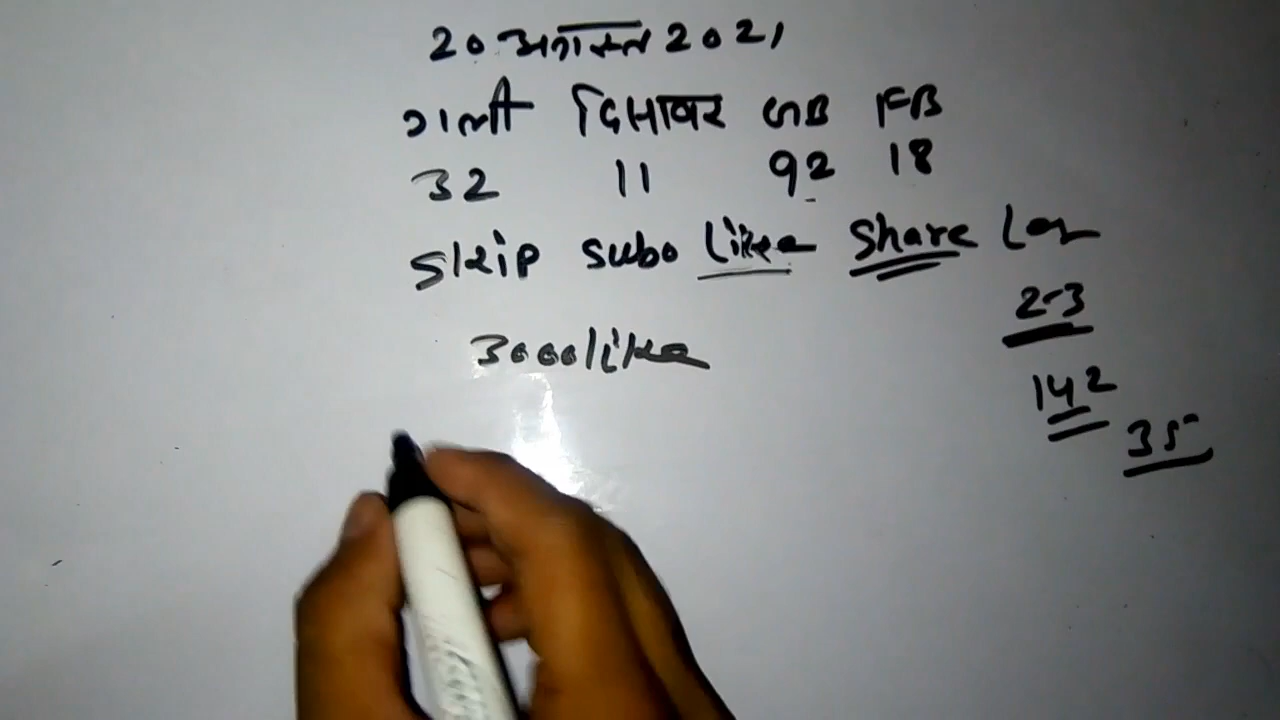 20 अगस्त 2021
गली दिसावर GB FB
32 11 92 18
Skip subo Like Share
2-3
3000 like
142
35